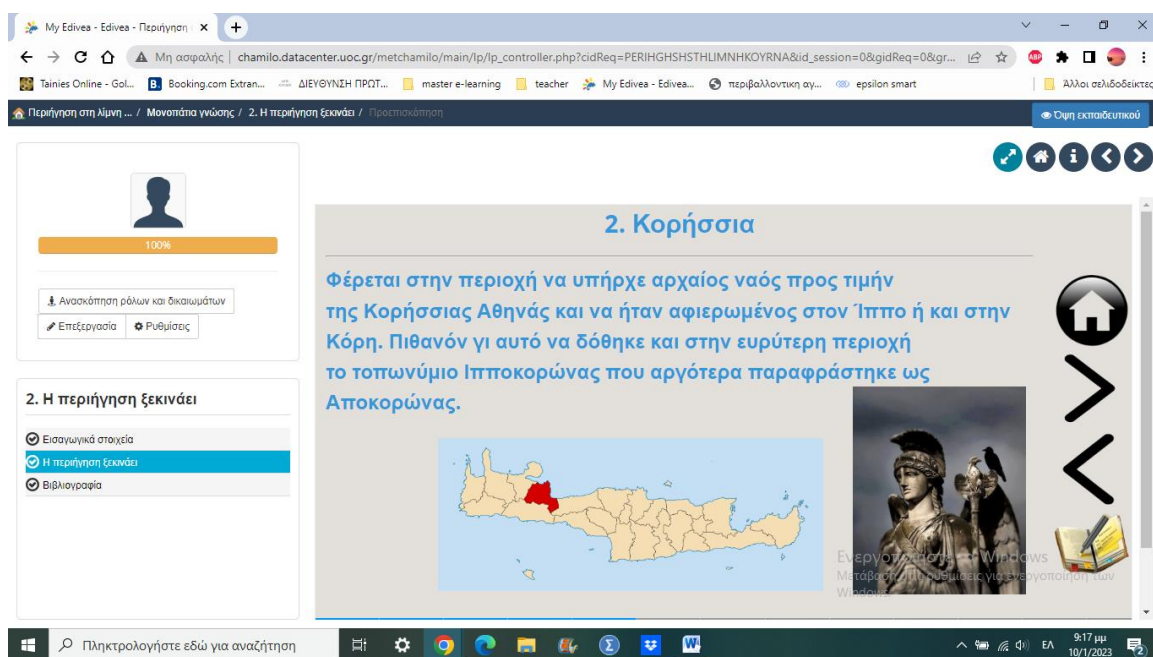 My Edivea - Edivea - Περιήγηση
Μη ασφαλής | chamilo.datacenter.uoc.gr/metchamilo/main/lp/lp_controller.php?cidReq=PERIHGHSHSTHLIMNHKOYRNA&id_session=0&gidReq=0&gr...
Tainies Online - Gol... Booking.com Extran... ΔΙΕΥΘΥΝΣΗ ΠΡΩΤ... master e-learning teacher My Edivea - Edivea... περιβαλλοντικη αγ... epsilon smart Άλλοι σελιδοδείκτες
Περιήγηση στη λίμνη ... / Μονοπάτια γνώσης / 2. Η περιήγηση ξεκινάει / Προεπισκόπηση
Όψη εκπαιδευτικού
100%
Ανασκόπηση ρόλων και δικαιωμάτων
Επεξεργασία Ρυθμίσεις
2. Η περιήγηση ξεκινάει
Εισαγωγικά στοιχεία
Η περιήγηση ξεκινάει
Βιβλιογραφία
2. Κορήσσια
Φέρεται στην περιοχή να υπήρχε αρχαίος ναός προς τιμήν
της Κορήσσιας Αθηνάς και να ήταν αφιερωμένος στον Ίππο ή και στην
Κόρη. Πιθανόν γι αυτό να δόθηκε και στην ευρύτερη περιοχή
το τοπωνύμιο Ιπποκορώνας που αργότερα παραφράστηκε ως
Αποκορώνας.
Ενεργοποιήστε τα Windows
Μετάβαση στις ρυθμίσεις για ενεργοποίηση των
Windows.
Πληκτρολογήστε εδώ για αναζήτηση
ΕΛ
9:17 μμ
10/1/2023